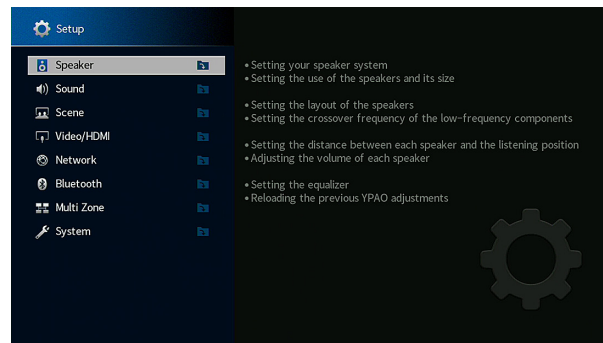 Setup
Speaker
Sound
Scene
Video/HDMI
Network
Bluetooth
Multi Zone
System
• Setting your speaker system
• Setting the use of the speakers and its size
• Setting the layout of the speakers
• Setting the crossover frequency of the low-frequency components
• Setting the distance between each speaker and the listening position
• Adjusting the volume of each speaker
• Setting the equalizer
• Reloading the previous YPAO adjustments